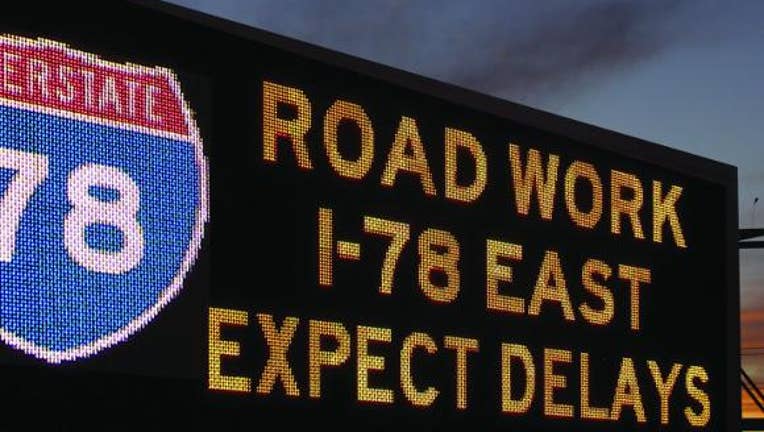 ERSTATE
78
ROAD WORK
I-78 EAST
EXPECT DELAYS